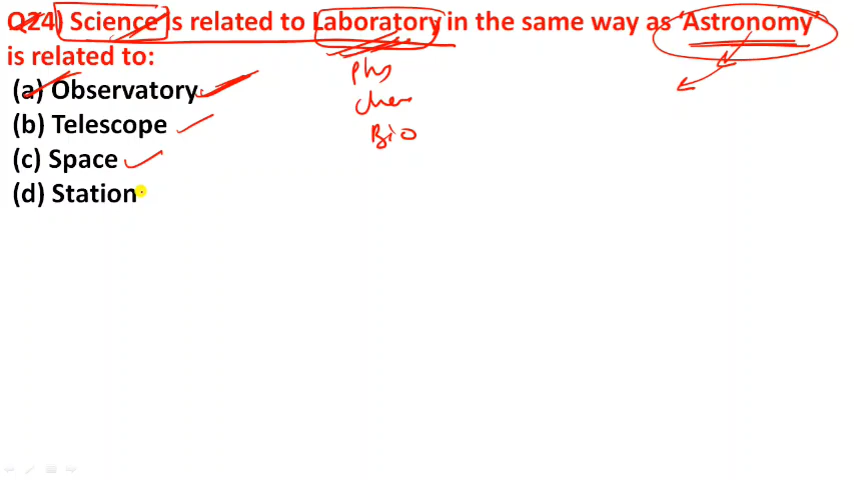 Q24) Science is related to Laboratory in the same way as 'Astronomy'
is related to:
(a) Observatory
(b) Telescope
(c) Space
(d) Station
Phy
Chem
Bio